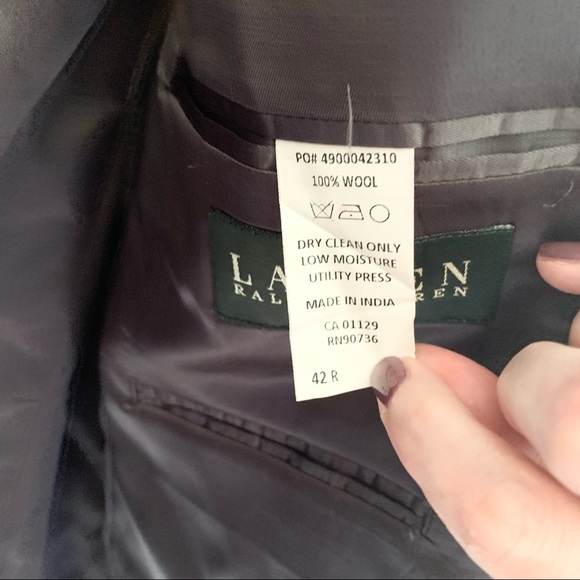 PO# 4900042310
100% WOOL
DRY CLEAN ONLY
LOW MOISTURE
UTILITY PRESS
MADE IN INDIA
CA 01129
RN90736
42 R